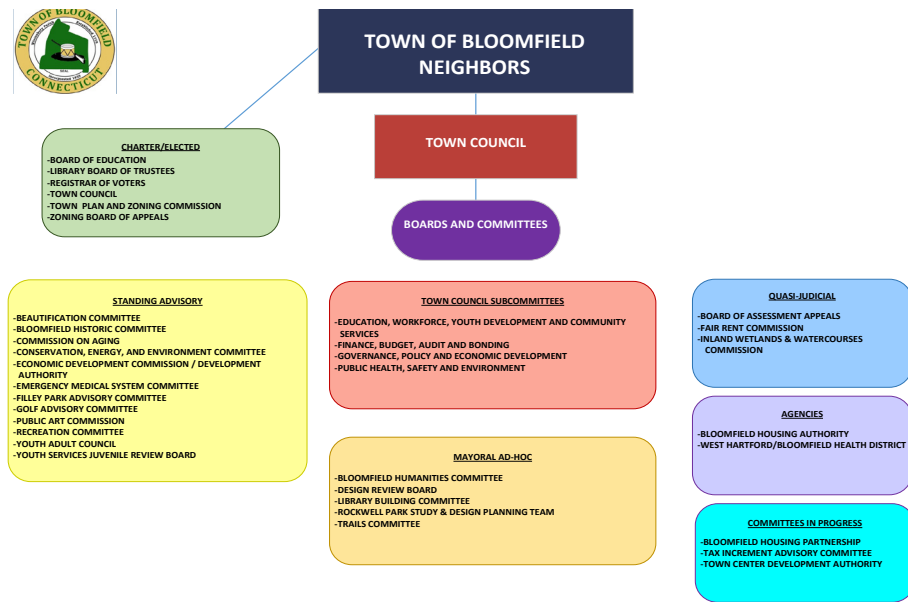 TOWN OF BLOOMFIELD
CONNECTICUT
TOWN OF BLOOMFIELD
NEIGHBORS
TOWN COUNCIL
BOARDS AND COMMITTEES
CHARTER/ELECTED
-BOARD OF EDUCATION
-LIBRARY BOARD OF TRUSTEES
-REGISTRAR OF VOTERS
-TOWN COUNCIL
-TOWN PLAN AND ZONING COMMISSION
-ZONING BOARD OF APPEALS
STANDING ADVISORY
-BEAUTIFICATION COMMITTEE
-BLOOMFIELD HISTORIC COMMITTEE
-COMMISSION ON AGING
-CONSERVATION, ENERGY, AND ENVIRONMENT COMMITTEE
-ECONOMIC DEVELOPMENT COMMISSION / DEVELOPMENT
AUTHORITY
-EMERGENCY MEDICAL SYSTEM COMMITTEE
-FILLEY PARK ADVISORY COMMITTEE
-GOLF ADVISORY COMMITTEE
-PUBLIC ART COMMISSION
-RECREATION COMMITTEE
-YOUTH ADULT COUNCIL
-YOUTH SERVICES JUVENILE REVIEW BOARD
TOWN COUNCIL SUBCOMMITTEES
-EDUCATION, WORKFORCE, YOUTH DEVELOPMENT AND COMMUNITY
SERVICES
-FINANCE, BUDGET, AUDIT AND BONDING
-GOVERNANCE, POLICY AND ECONOMIC DEVELOPMENT
-PUBLIC HEALTH, SAFETY AND ENVIRONMENT
MAYORAL AD-HOC
-BLOOMFIELD HUMANITIES COMMITTEE
-DESIGN REVIEW BOARD
-LIBRARY BUILDING COMMITTEE
-ROCKWELL PARK STUDY & DESIGN PLANNING TEAM
-TRAILS COMMITTEE
QUASI-JUDICIAL
-BOARD OF ASSESSMENT APPEALS
-FAIR RENT COMMISSION
-INLAND WETLANDS & WATERCOURSES
COMMISSION
AGENCIES
-BLOOMFIELD HOUSING AUTHORITY
-WEST HARTFORD/BLOOMFIELD HEALTH DISTRICT
COMMITTEES IN PROGRESS
-BLOOMFIELD HOUSING PARTNERSHIP
-TAX INCREMENT ADVISORY COMMITTEE
-TOWN CENTER DEVELOPMENT AUTHORITY